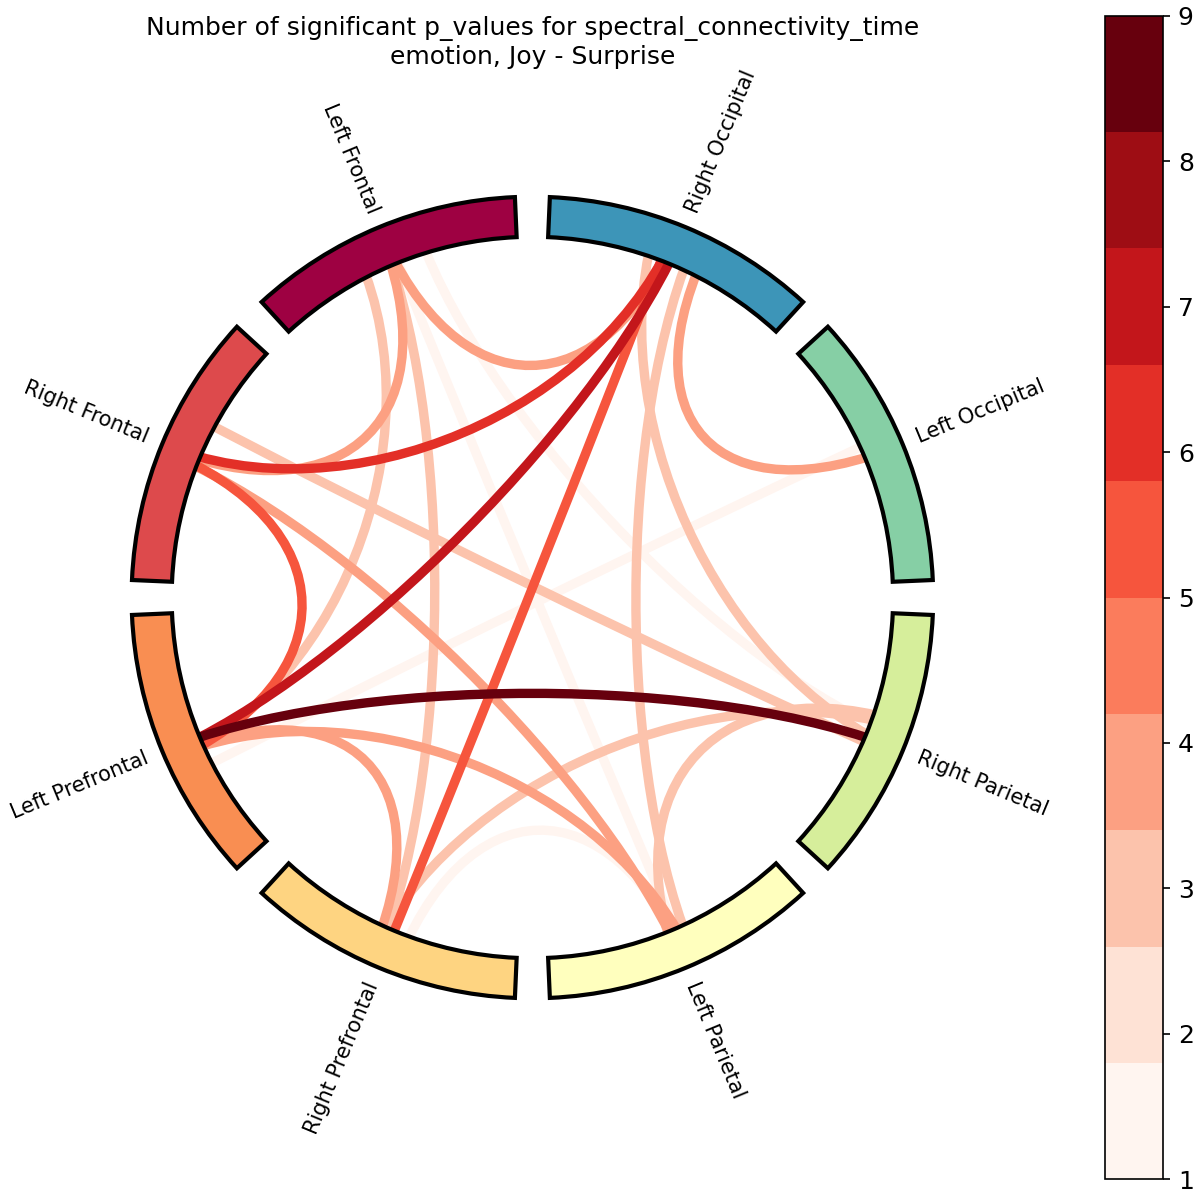 Number of significant p_values for spectral_connectivity_time
emotion, Joy - Surprise
Left Frontal
Right Occipital
Right Frontal
Left Occipital
Left Prefrontal
Right Parietal
Right Prefrontal
Left Parietal
9
8
7
6
5
4
3
2
1